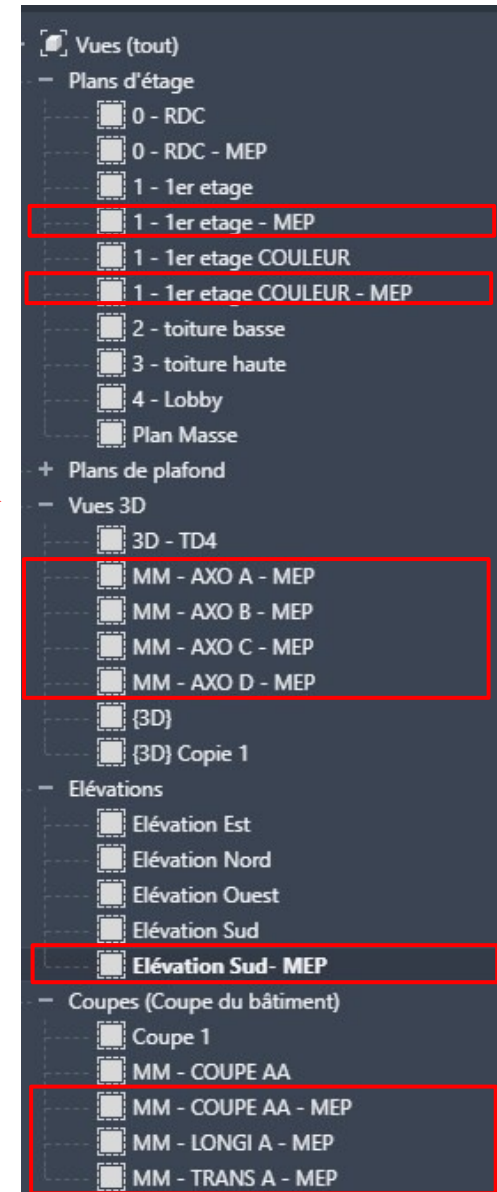 Vues (tout)
Plans d'étage
0 - RDC
0 - RDC - MEP
1 - 1er etage
1 - 1er etage - MEP
1 - 1er etage COULEUR
1 - 1er etage COULEUR - MEP
2 - toiture basse
3 - toiture haute
4 - Lobby
Plan Masse
Plans de plafond
Vues 3D
3D - TD4
MM - AXO A - MEP
MM - AXO B - MEP
MM - AXO C - MEP
MM - AXO D - MEP
{3D}
{3D} Copie 1
Elévations
Elévation Est
Elévation Nord
Elévation Ouest
Elévation Sud
Elévation Sud- MEP
Coupes (Coupe du bâtiment)
Coupe 1
MM - COUPE AA
MM - COUPE AA - MEP
MM - LONGI A - MEP
MM - TRANS A - MEP